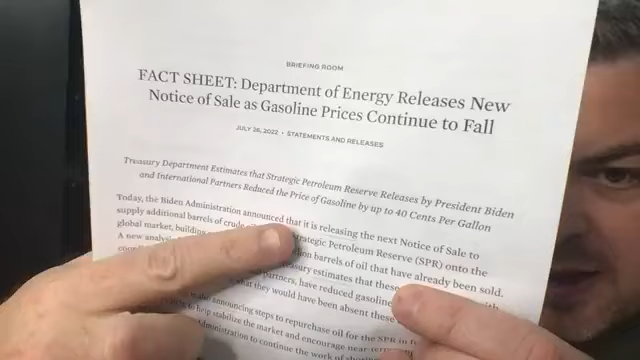 BRIEFING ROOM
FACT SHEET: Department of Energy Releases New
Notice of Sale as Gasoline Prices Continue to Fall
JULY 26, 2022 • STATEMENTS AND RELEASES
Treasury Department Estimates that Strategic Petroleum Reserve Releases by President Biden
and International Partners Reduced the Price of Gasoline by up to 40 Cents Per Gallon
Today, the Biden Administration announced that it is releasing the next Notice of Sale to
supply additional barrels of crude Strategic Petroleum Reserve (SPR) onto the
global market, building barrels of oil that have already been sold.
A new analysis Treasury estimates that these
partners, have reduced gasoline
what they would have been absent these
announcing steps to repurchase oil for the SPR in
to help stabilize the market and encourage near-term
Administration to continue the work of